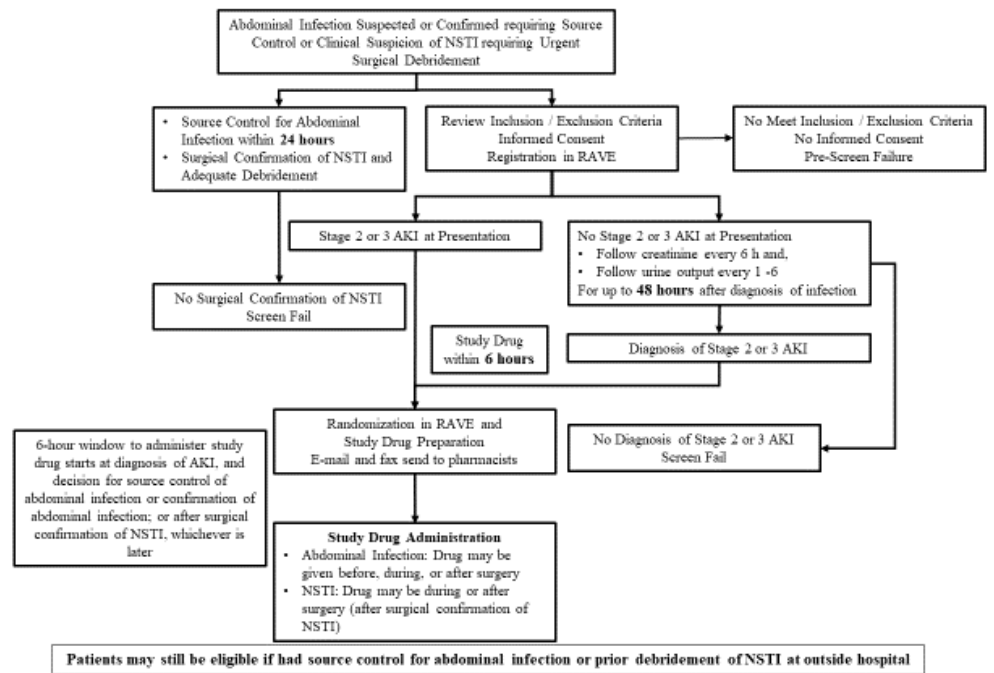 Abdominal Infection Suspected or Confirmed requiring Source
Control or Clinical Suspicion of NSTI requiring Urgent
Surgical Debridement
• Source Control for Abdominal
Infection within 24 hours
• Surgical Confirmation of NSTI and
Adequate Debridement
Review Inclusion / Exclusion Criteria
Informed Consent
Registration in RAVE
No Meet Inclusion / Exclusion Criteria
No Informed Consent
Pre-Screen Failure
Stage 2 or 3 AKI at Presentation
No Stage 2 or 3 AKI at Presentation
• Follow creatinine every 6 h and,
• Follow urine output every 1 -6
For up to 48 hours after diagnosis of infection
No Surgical Confirmation of NSTI
Screen Fail
Study Drug
within 6 hours
Diagnosis of Stage 2 or 3 AKI
Randomization in RAVE and
Study Drug Preparation
E-mail and fax send to pharmacists
No Diagnosis of Stage 2 or 3 AKI
Screen Fail
6-hour window to administer study
drug starts at diagnosis of AKI, and
decision for source control of
abdominal infection or confirmation of
abdominal infection; or after surgical
confirmation of NSTI, whichever is
later
Study Drug Administration
• Abdominal Infection: Drug may be
given before, during, or after surgery
• NSTI: Drug may be during or after
surgery (after surgical confirmation of
NSTI)
Patients may still be eligible if had source control for abdominal infection or prior debridement of NSTI at outside hospital